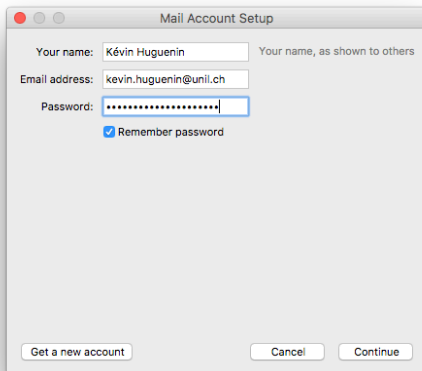 Mail Account Setup
Your name: Kévin Huguenin Your name, as shown to others
Email address: kevin.huguenin@unil.ch
Password: •••••••••••••••••••••
Remember password
Get a new account Cancel Continue